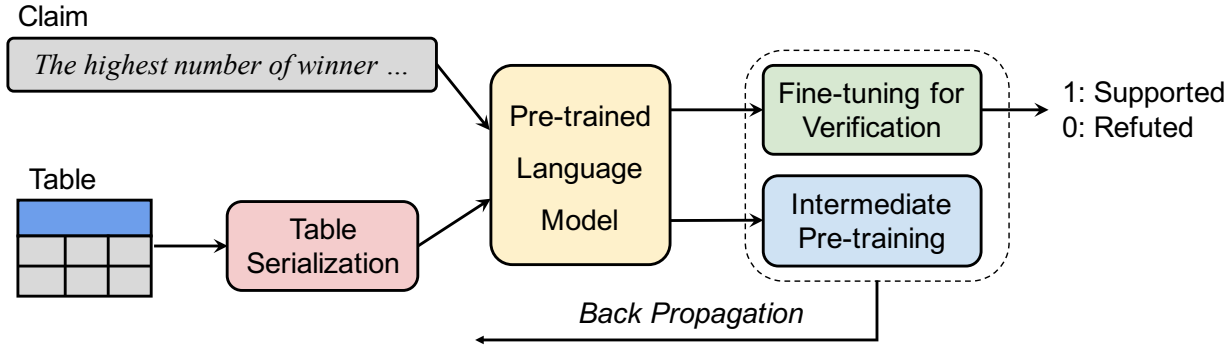 Claim
The highest number of winner ...
Table
Table
Serialization
Pre-trained
Language
Model
Fine-tuning for
Verification
Intermediate
Pre-training
1: Supported
0: Refuted
Back Propagation